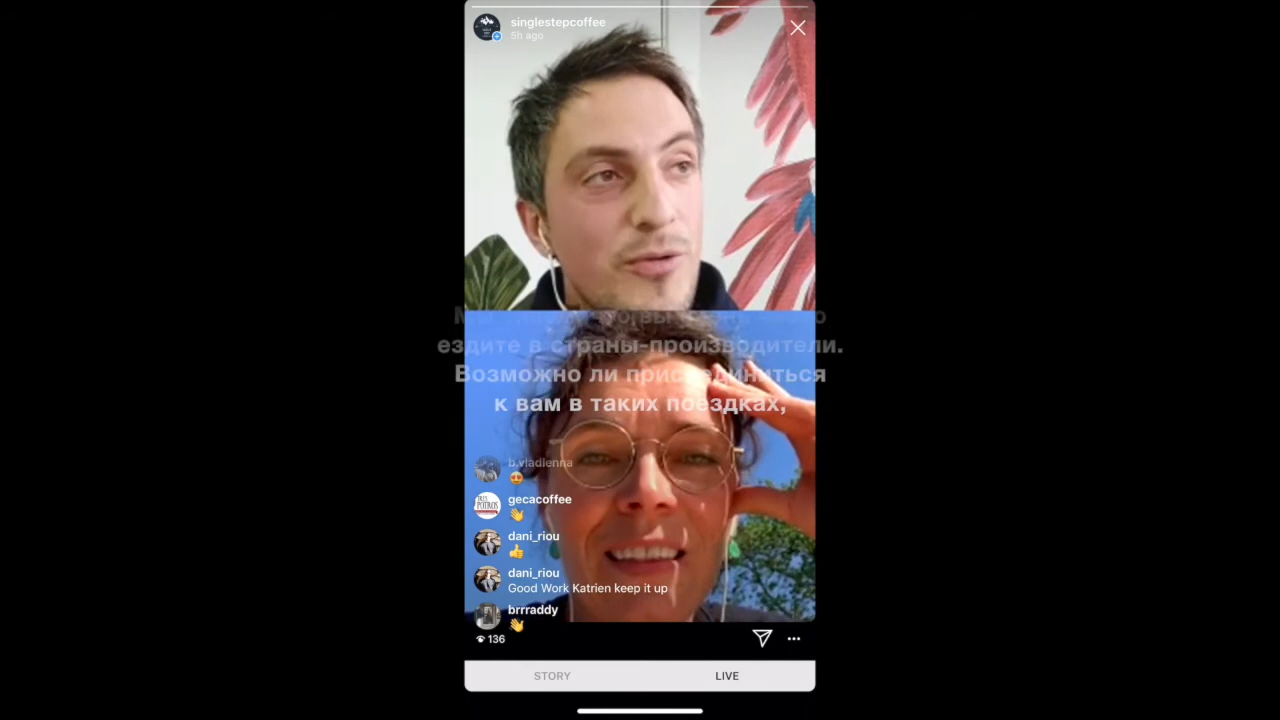 singlestepcoffee
5h ago
ездите в страны-производители.
Возможно ли присоединиться
к вам в таких поездках,
b.vladlenna
😍
gecacoffee
👋
dani_riou
👍
dani_riou
Good Work Katrien keep it up
brrraddy
👋
136
STORY
LIVE